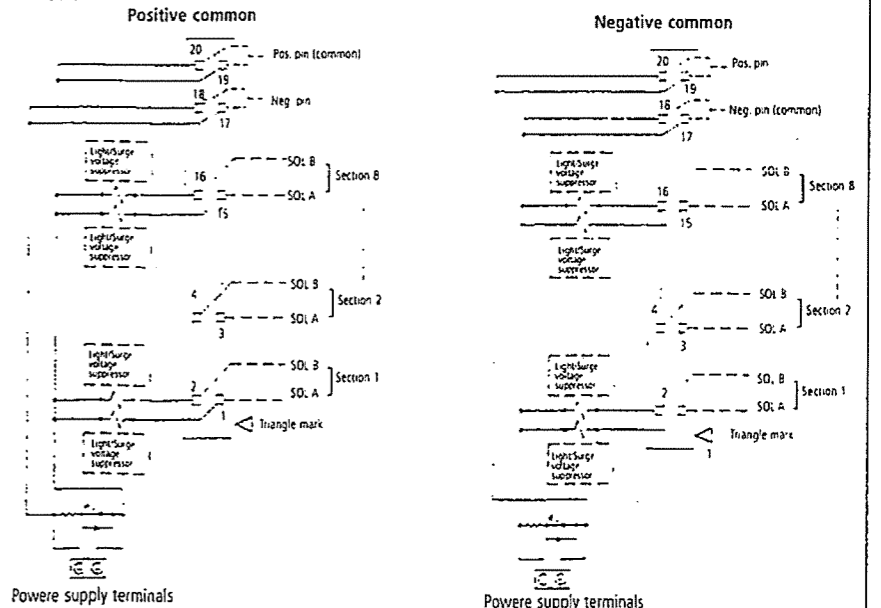 Positive common
20
Pos. pin (common)
19
18
Neg. pin
17
Light/Surge
voltage
suppressor
16
SOL B
SOL A
Section 8
15
Light/Surge
voltage
suppressor
4
SOL B
SOL A
Section 2
3
Light/Surge
voltage
suppressor
2
SOL B
SOL A
Section 1
1
Triangle mark
Light/Surge
voltage
suppressor
Powere supply terminals
Negative common
20
Pos. pin
19
18
Neg. pin (common)
17
Light/Surge
voltage
suppressor
16
SOL B
SOL A
Section 8
15
Light/Surge
voltage
suppressor
4
SOL B
SOL A
Section 2
3
Light/Surge
voltage
suppressor
2
SOL B
SOL A
Section 1
Triangle mark
1
Light/Surge
voltage
suppressor
Powere supply terminals